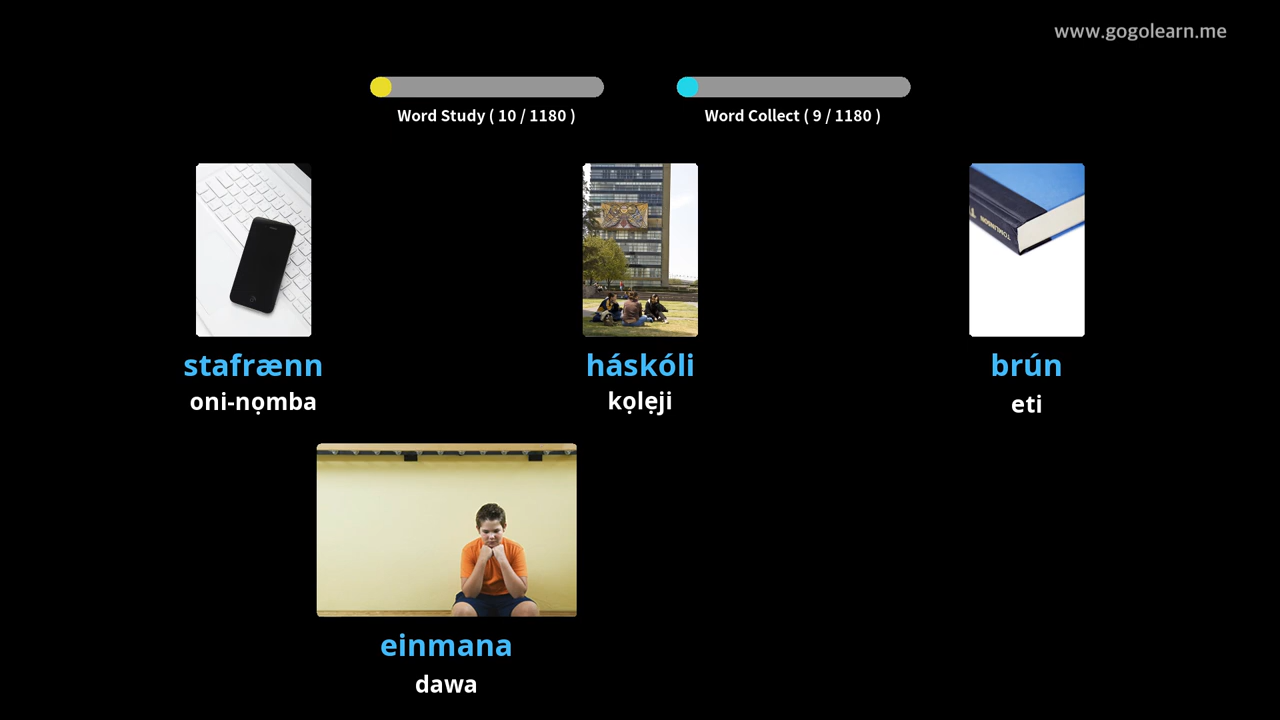 www.gogolearn.me
Word Study ( 10 / 1180 )
Word Collect ( 9 / 1180 )
TOMLINSON
stafrænn
oni-nọmba
háskóli
kọlẹji
brún
eti
einmana
dawa